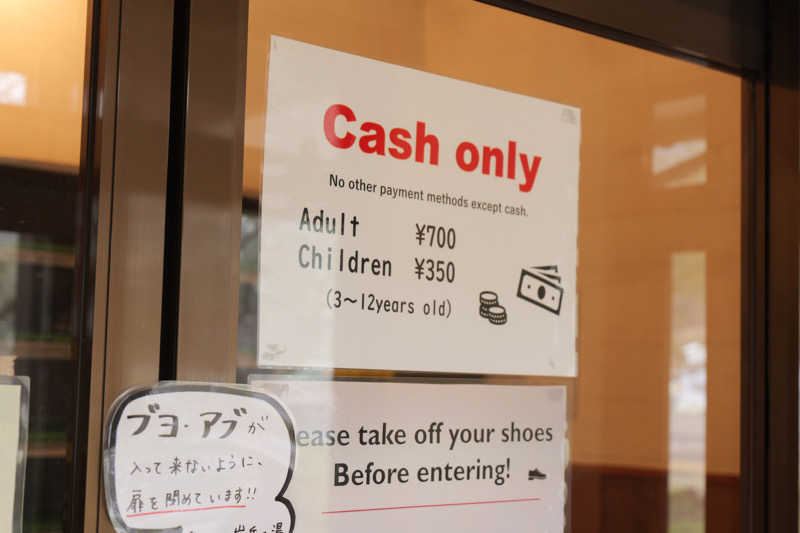 Cash only
No other payment methods except cash.
Adult ¥700
Children ¥350
(3～12years old)
ease take off your shoes
Before entering!
ブヨ・アブが
入って来ないように、
扉を閉めています!!